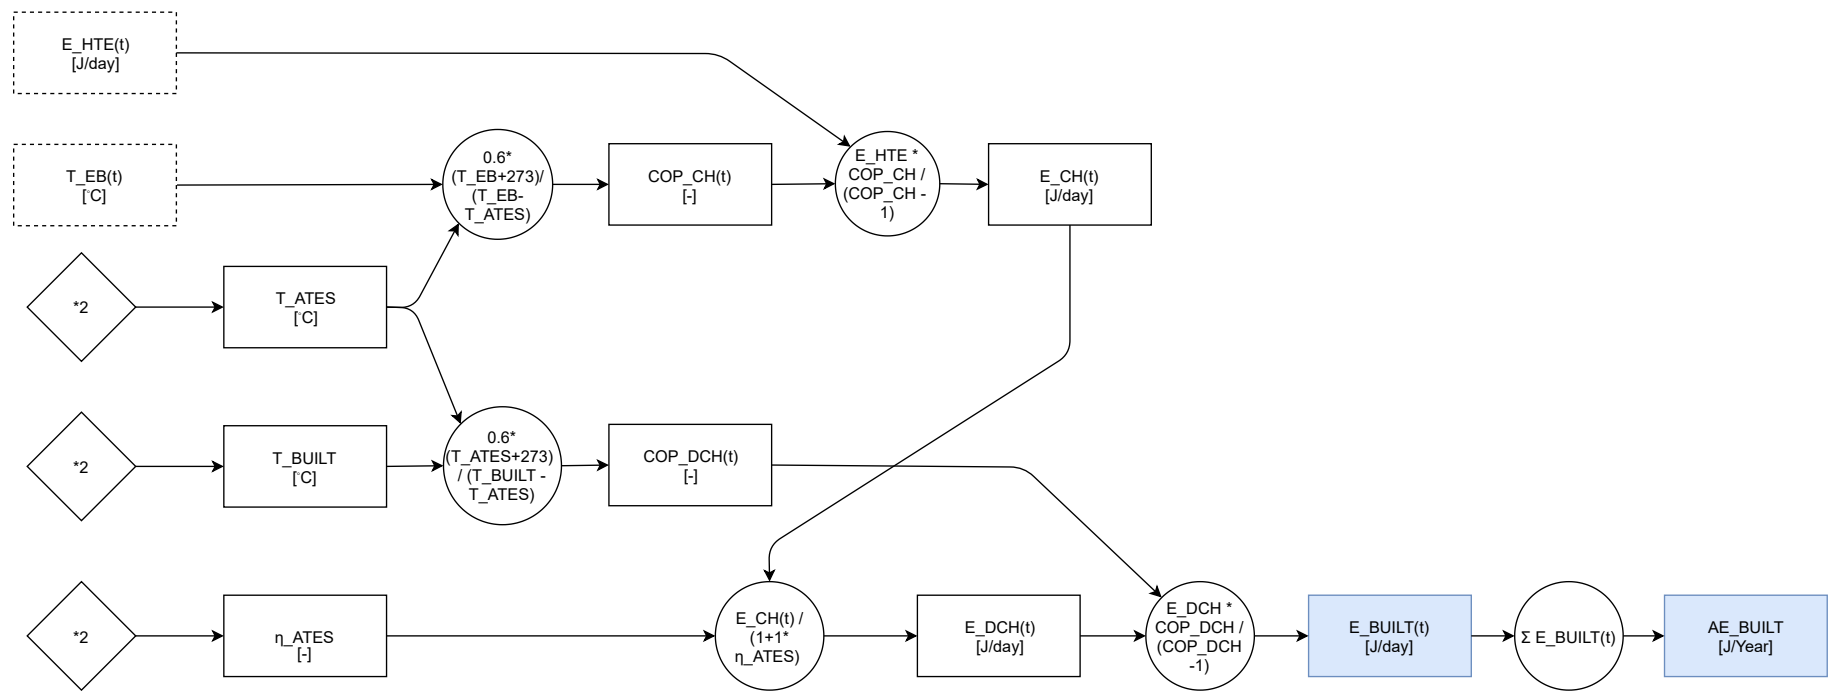 E_HTE(t)
[J/day]
T_EB(t)
[°C]
0.6*
(T_EB+273)/
(T_EB-
T_ATES)
COP_CH(t)
[-]
E_HTE *
COP_CH /
(COP_CH -
1)
E_CH(t)
[J/day]
*2
T_ATES
[°C]
*2
T_BUILT
[°C]
0.6*
(T_ATES+273)
/ (T_BUILT -
T_ATES)
COP_DCH(t)
[-]
*2
η_ATES
[-]
E_CH(t) /
(1+1*
η_ATES)
E_DCH(t)
[J/day]
E_DCH *
COP_DCH /
(COP_DCH
-1)
E_BUILT(t)
[J/day]
Σ E_BUILT(t)
AE_BUILT
[J/Year]